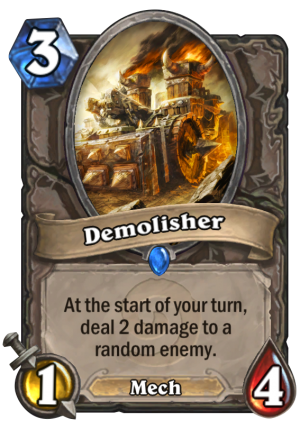 3
Demolisher
At the start of your turn,
deal 2 damage to a
random enemy.
1
Mech
4